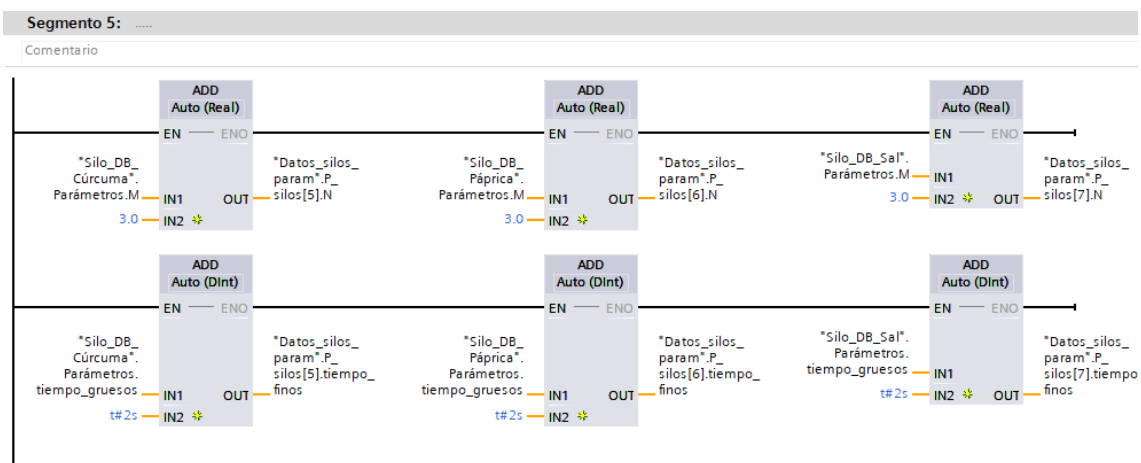 Segmento 5: .....
Comentario
ADD
Auto (Real)
EN ENO
"Silo_DB_
Cúrcuma".
Parámetros.M
IN1
3.0
IN2
OUT
"Datos_silos_
param".P_
silos[5].N
ADD
Auto (Real)
EN ENO
"Silo_DB_
Páprica".
Parámetros.M
IN1
3.0
IN2
OUT
"Datos_silos_
param".P_
silos[6].N
ADD
Auto (Real)
EN ENO
"Silo_DB_Sal".
Parámetros.M
IN1
3.0
IN2
OUT
"Datos_silos_
param".P_
silos[7].N
ADD
Auto (DInt)
EN ENO
"Silo_DB_
Cúrcuma".
Parámetros.
tiempo_gruesos
IN1
t#2s
IN2
OUT
"Datos_silos_
param".P_
silos[5].tiempo_
finos
ADD
Auto (DInt)
EN ENO
"Silo_DB_
Páprica".
Parámetros.
tiempo_gruesos
IN1
t#2s
IN2
OUT
"Datos_silos_
param".P_
silos[6].tiempo_
finos
ADD
Auto (DInt)
EN ENO
"Silo_DB_Sal".
Parámetros.
tiempo_gruesos
IN1
t#2s
IN2
OUT
"Datos_silos_
param".P_
silos[7].tiempo
finos